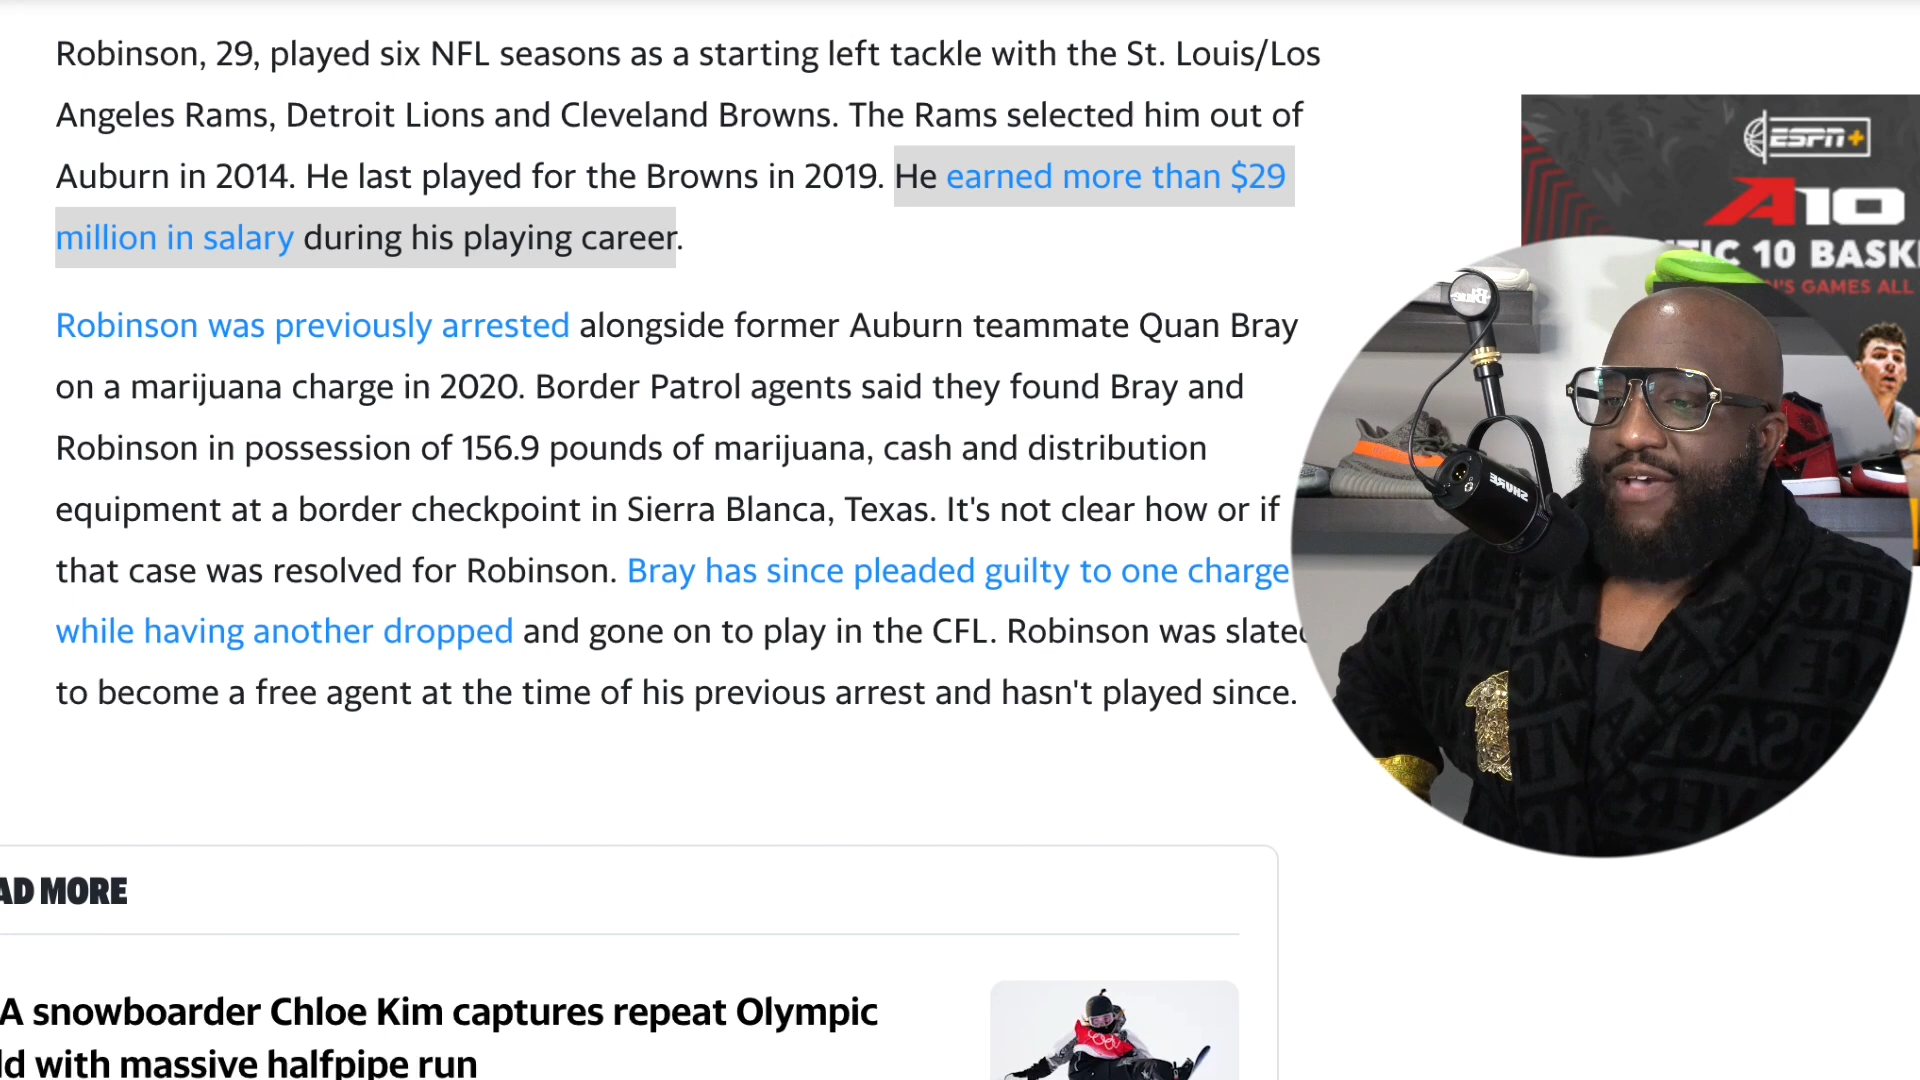 Robinson, 29, played six NFL seasons as a starting left tackle with the St. Louis/Los
Angeles Rams, Detroit Lions and Cleveland Browns. The Rams selected him out of
Auburn in 2014. He last played for the Browns in 2019. He earned more than $29
million in salary during his playing career.
Robinson was previously arrested alongside former Auburn teammate Quan Bray
on a marijuana charge in 2020. Border Patrol agents said they found Bray and
Robinson in possession of 156.9 pounds of marijuana, cash and distribution
equipment at a border checkpoint in Sierra Blanca, Texas. It's not clear how or if
that case was resolved for Robinson. Bray has since pleaded guilty to one charge
while having another dropped and gone on to play in the CFL. Robinson was slated
to become a free agent at the time of his previous arrest and hasn't played since.
AD MORE
A snowboarder Chloe Kim captures repeat Olympic
ld with massive halfpipe run
ESPN+
A10
TIC 10 BASK
N'S GAMES ALL
SHURE